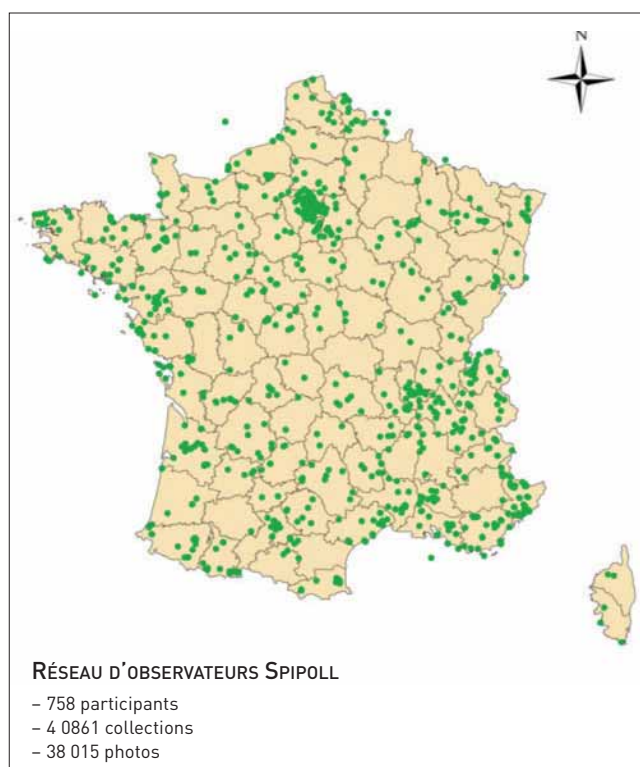 N
RÉSEAU D'OBSERVATEURS SPIPOLL
– 758 participants
– 4 0861 collections
– 38 015 photos